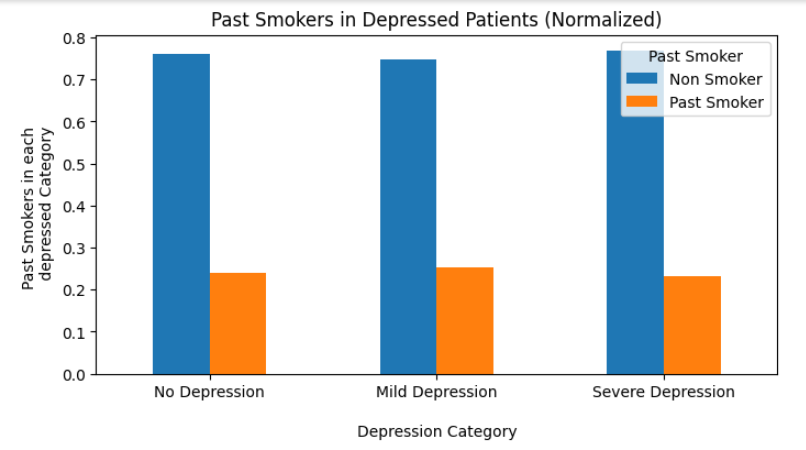 Past Smokers in Depressed Patients (Normalized)
Past Smokers in each
depressed Category
0.8
0.7
0.6
0.5
0.4
0.3
0.2
0.1
0.0
Past Smoker
Non Smoker
Past Smoker
No Depression
Mild Depression
Severe Depression
Depression Category